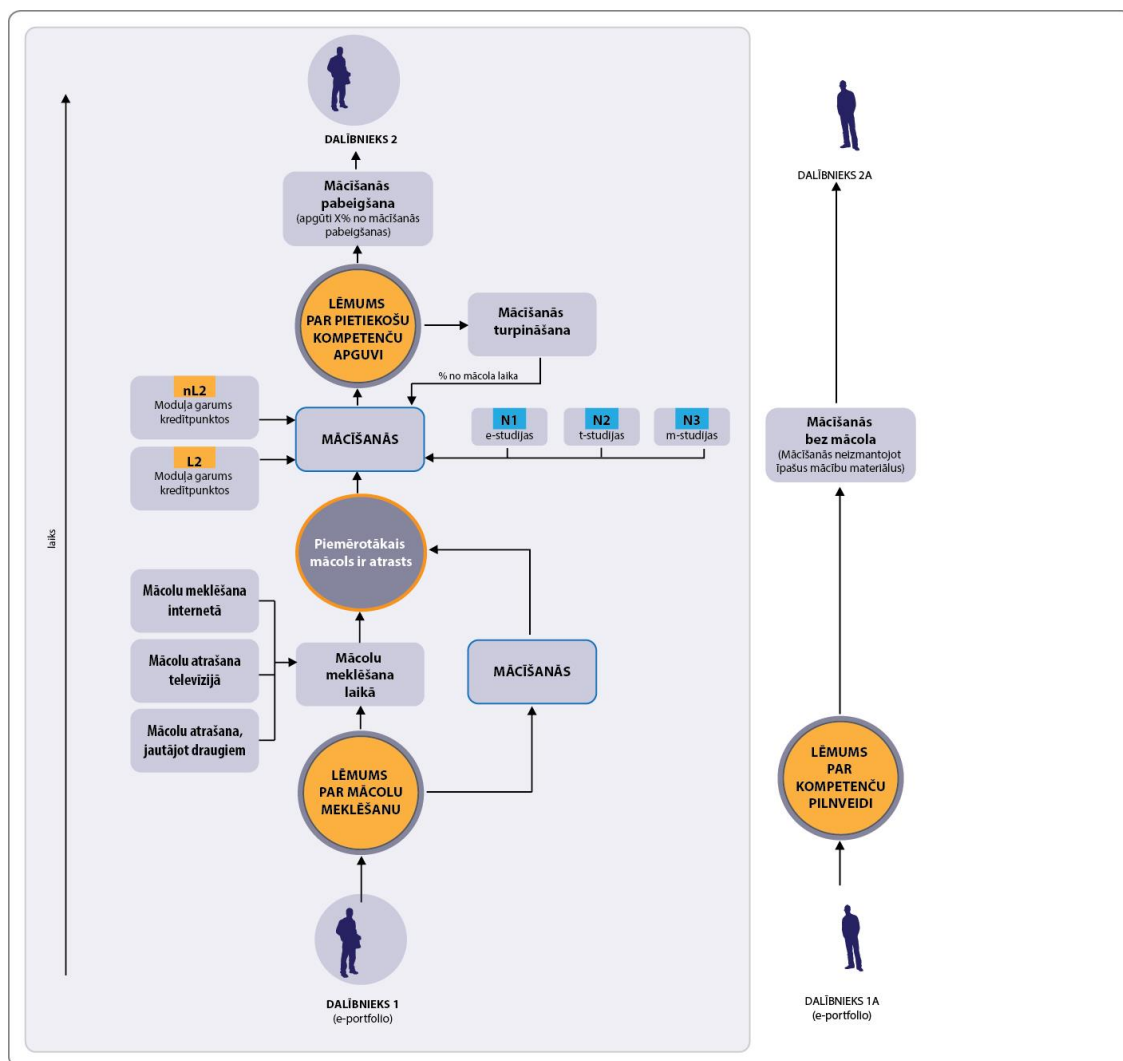 DALĪBNIEKS 2
Mācīšanās
pabeigšana
(apgūti X% no mācīšanās
pabeigšanas)
LĒMUMS
PAR PIETIEKOŠU
KOMPETENČU
APGUVI
Mācīšanās
turpināšana
% no mācola laika
nL2
Moduļa garums
kredītpunktos
L2
Moduļa garums
kredītpunktos
MĀCĪŠANĀS
N1
e-studijas
N2
t-studijas
N3
m-studijas
laiks
Piemērotākais
mācols ir atrasts
Mācolu meklēšana
internetā
Mācolu atrašana
televīzijā
Mācolu atrašana,
jautājot draugiem
Mācolu
meklēšana
laikā
MĀCĪŠANĀS
LĒMUMS
PAR MĀCOLU
MEKLĒŠANU
DALĪBNIEKS 1
(e-portfolio)
DALĪBNIEKS 2A
Mācīšanās
bez mācola
(Mācīšanās neizmantojot
īpašus mācību materiālus)
LĒMUMS
PAR
KOMPETENČU
PILNVEIDI
DALĪBNIEKS 1A
(e-portfolio)